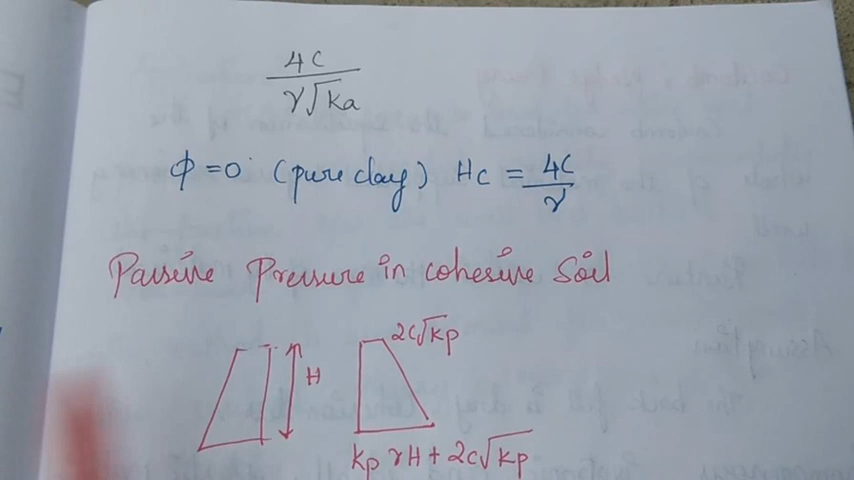 4C
γ√Ka
ϕ=0 (pure clay) Hc = 4C
γ
Passive Pressure in cohesive Soil
2C√Kp
H
Kp γH + 2C√Kp